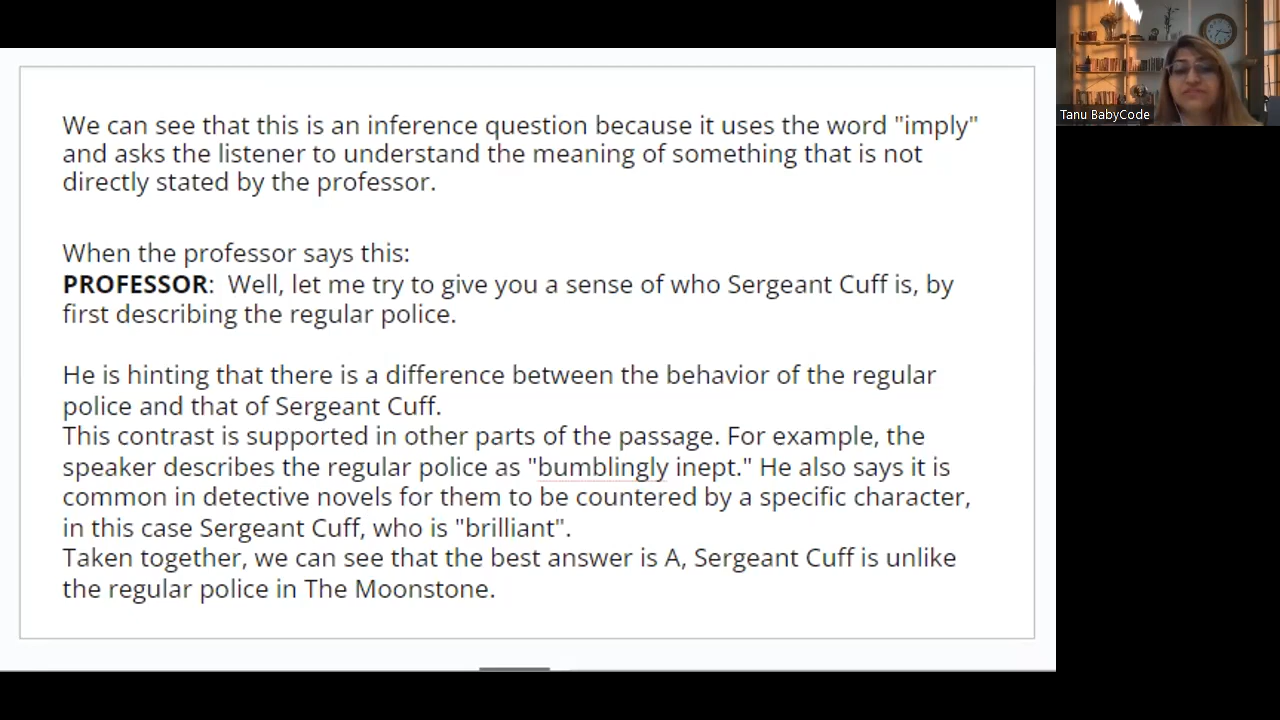 We can see that this is an inference question because it uses the word "imply"
and asks the listener to understand the meaning of something that is not
directly stated by the professor.
When the professor says this:
PROFESSOR:  Well, let me try to give you a sense of who Sergeant Cuff is, by
first describing the regular police.
He is hinting that there is a difference between the behavior of the regular
police and that of Sergeant Cuff.
This contrast is supported in other parts of the passage. For example, the
speaker describes the regular police as "bumblingly inept." He also says it is
common in detective novels for them to be countered by a specific character,
in this case Sergeant Cuff, who is "brilliant".
Taken together, we can see that the best answer is A, Sergeant Cuff is unlike
the regular police in The Moonstone.
Tanu BabyCode